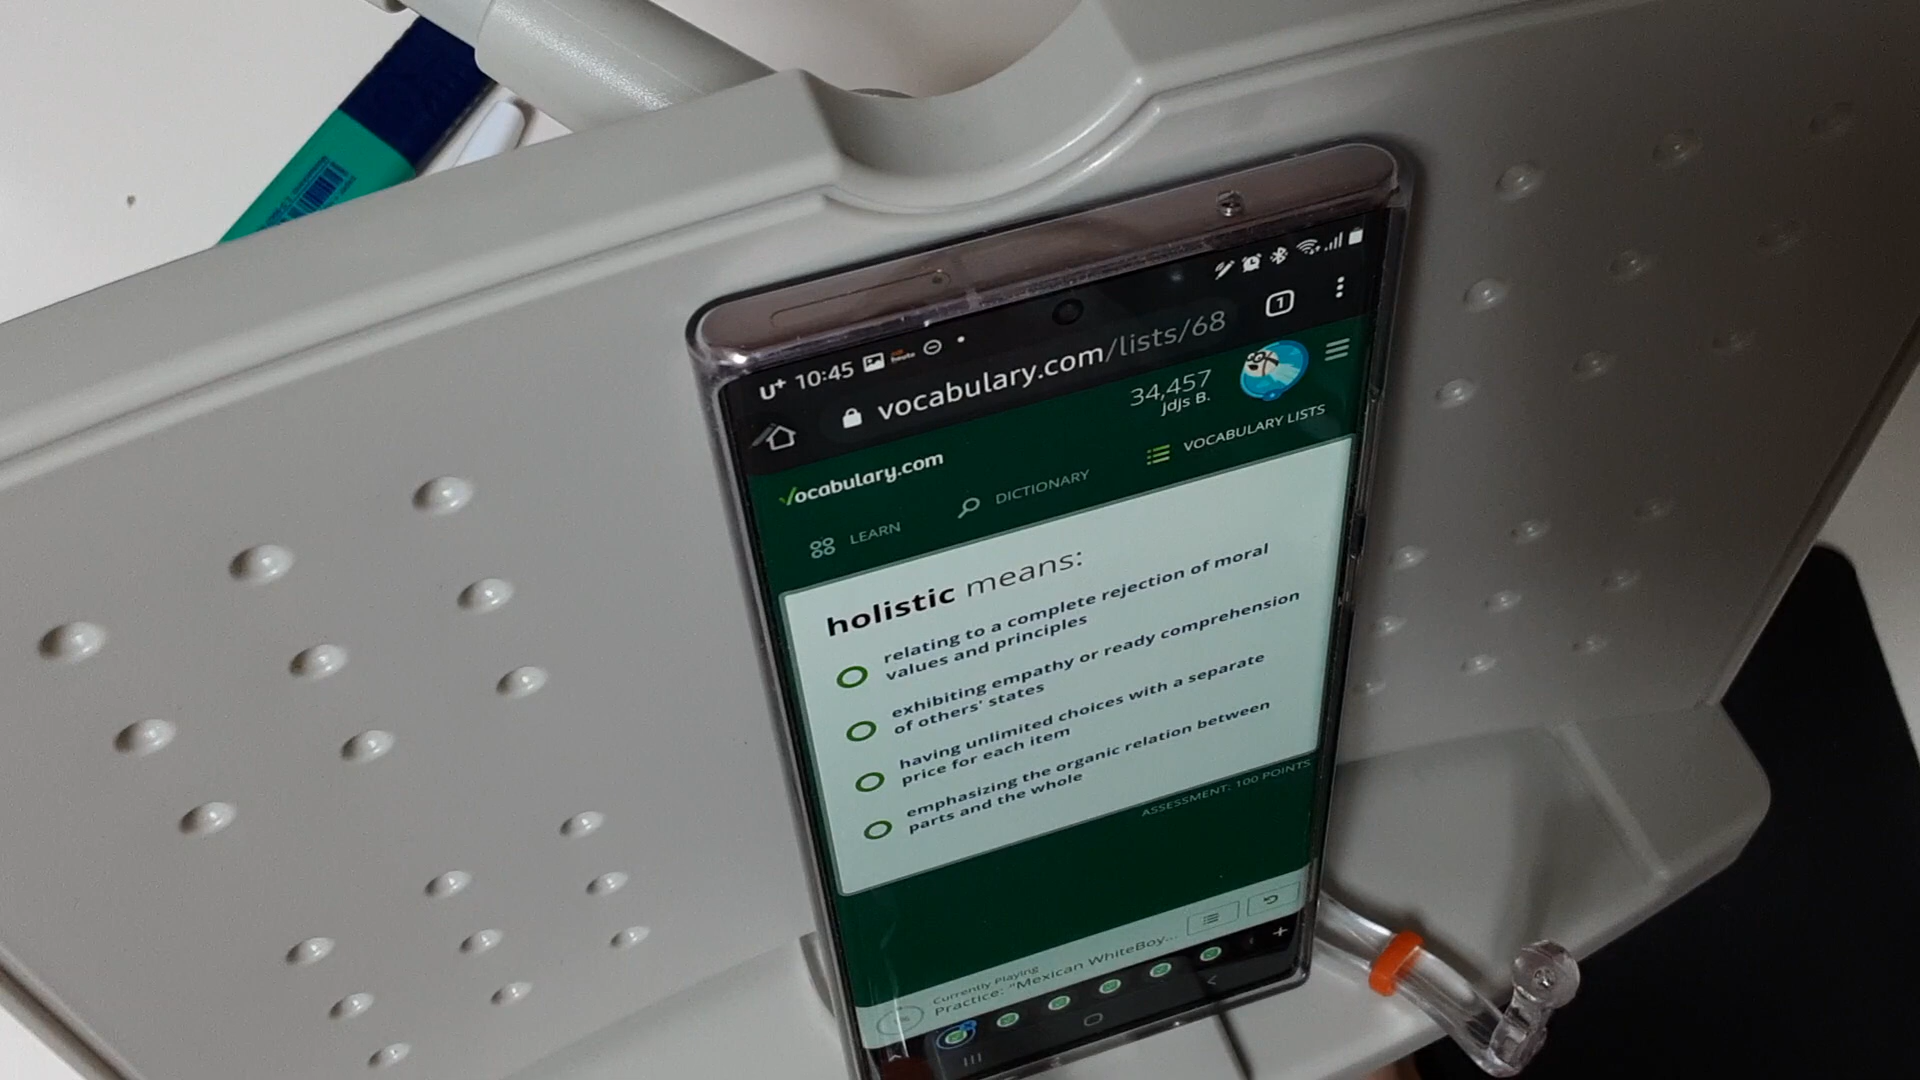 U+ 10:45
1
vocabulary.com/lists/68
34,457
jdjs B.
Vocabulary.com
LEARN
DICTIONARY
VOCABULARY LISTS
holistic means:
relating to a complete rejection of moral
values and principles
exhibiting empathy or ready comprehension
of others' states
having unlimited choices with a separate
price for each item
emphasizing the organic relation between
parts and the whole
ASSESSMENT: 100 POINTS
Currently Playing
Practice: "Mexican WhiteBoy...